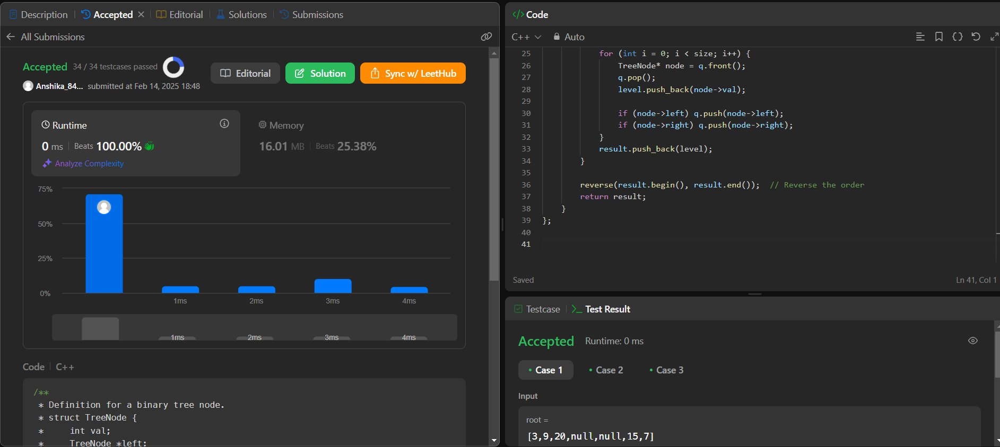 Description
Accepted
Editorial
Solutions
Submissions
All Submissions
Accepted 34 / 34 testcases passed
Anshika_84... submitted at Feb 14, 2025 18:48
Editorial
Solution
Sync w/ LeetHub
Runtime
0 ms Beats 100.00%
Analyze Complexity
Memory
16.01 MB Beats 25.38%
75%
50%
25%
0%
1ms 2ms 3ms 4ms
1ms 2ms 3ms 4ms
Code C++
/**
* Definition for a binary tree node.
* struct TreeNode {
*     int val;
*     TreeNode *left;
</> Code
C++ Auto
25 for (int i = 0; i < size; i++) {
26 TreeNode* node = q.front();
27 q.pop();
28 level.push_back(node->val);
29
30 if (node->left) q.push(node->left);
31 if (node->right) q.push(node->right);
32 }
33 result.push_back(level);
34 }
35
36 reverse(result.begin(), result.end());  // Reverse the order
37 return result;
38 }
39 };
40
41
Saved
Ln 41, Col 1
Testcase
Test Result
Accepted Runtime: 0 ms
Case 1
Case 2
Case 3
Input
root =
[3,9,20,null,null,15,7]